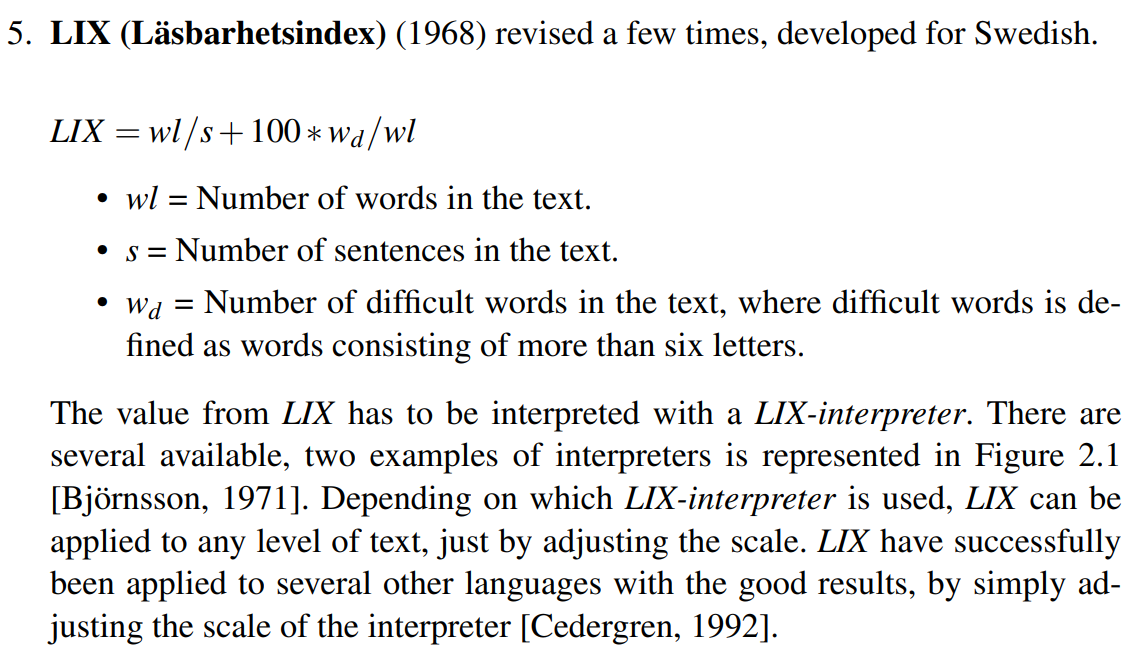 5. LIX (Läsbarhetsindex) (1968) revised a few times, developed for Swedish.
LIX = wl/s + 100 * w_d/wl
• wl = Number of words in the text.
• s = Number of sentences in the text.
• w_d = Number of difficult words in the text, where difficult words is de-
fined as words consisting of more than six letters.
The value from LIX has to be interpreted with a LIX-interpreter. There are
several available, two examples of interpreters is represented in Figure 2.1
[Björnsson, 1971]. Depending on which LIX-interpreter is used, LIX can be
applied to any level of text, just by adjusting the scale. LIX have successfully
been applied to several other languages with the good results, by simply ad-
justing the scale of the interpreter [Cedergren, 1992].